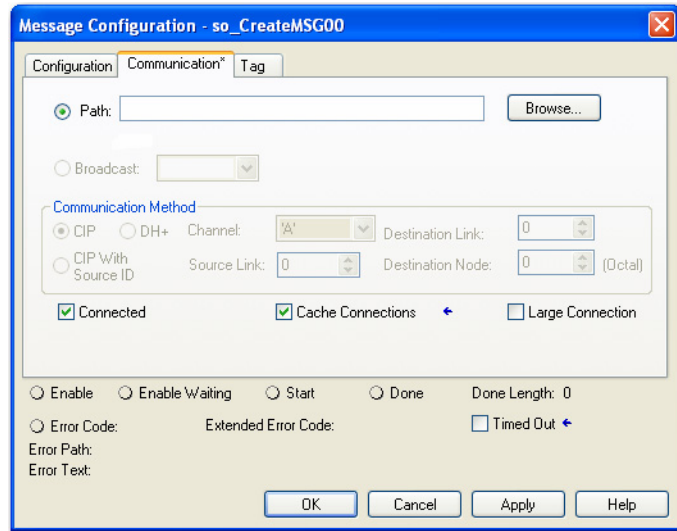 Message Configuration - so_CreateMSG00
Configuration Communication* Tag
Path: Browse...
Broadcast:
Communication Method
CIP DH+ Channel: 'A' Destination Link: 0
CIP With Source ID Source Link: 0 Destination Node: 0 (Octal)
Connected Cache Connections Large Connection
Enable Enable Waiting Start Done Done Length: 0
Error Code: Extended Error Code: Timed Out
Error Path:
Error Text:
OK Cancel Apply Help